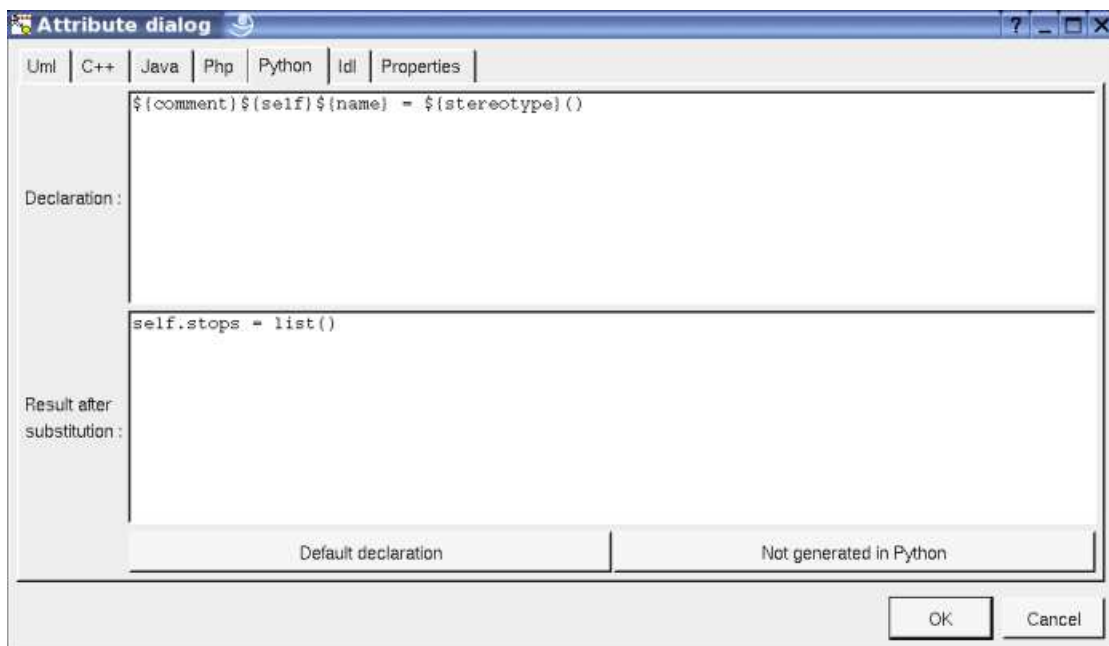 Attribute dialog
Uml C++ Java Php Python Idl Properties
Declaration :
${comment}${self}${name} = ${stereotype}()
Result after
substitution :
self.stops = list()
Default declaration Not generated in Python
OK Cancel